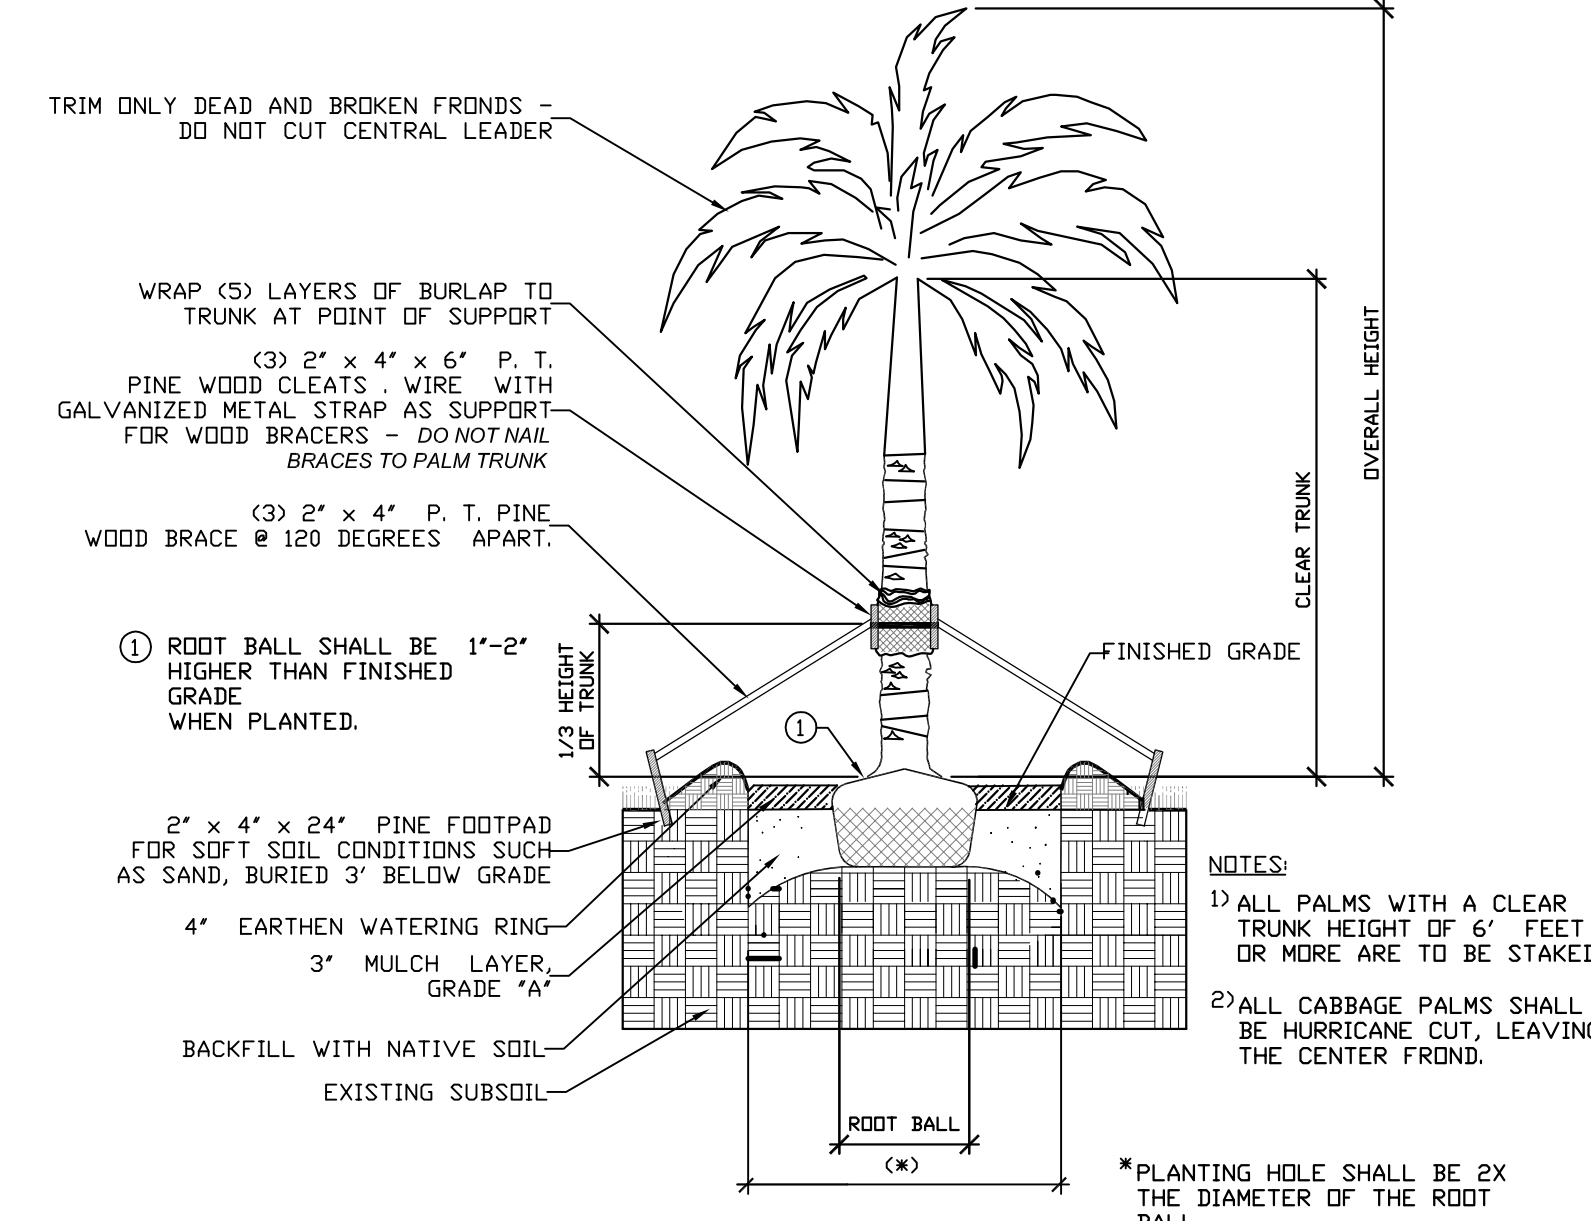 TRIM ONLY DEAD AND BROKEN FRONDS -
DO NOT CUT CENTRAL LEADER
WRAP (5) LAYERS OF BURLAP TO
TRUNK AT POINT OF SUPPORT
(3) 2" x 4" x 6" P. T.
PINE WOOD CLEATS . WIRE WITH
GALVANIZED METAL STRAP AS SUPPORT
FOR WOOD BRACERS - DO NOT NAIL
BRACES TO PALM TRUNK
(3) 2" x 4" P. T. PINE
WOOD BRACE @ 120 DEGREES APART.
1 ROOT BALL SHALL BE 1"-2"
HIGHER THAN FINISHED
GRADE
WHEN PLANTED.
1/3 HEIGHT
OF TRUNK
1
FINISHED GRADE
CLEAR TRUNK
OVERALL HEIGHT
2" x 4" x 24" PINE FOOTPAD
FOR SOFT SOIL CONDITIONS SUCH
AS SAND, BURIED 3' BELOW GRADE
4" EARTHEN WATERING RING
3" MULCH LAYER,
GRADE "A"
BACKFILL WITH NATIVE SOIL
EXISTING SUBSOIL
ROOT BALL
(*)
NOTES:
1) ALL PALMS WITH A CLEAR
TRUNK HEIGHT OF 6' FEET
OR MORE ARE TO BE STAKED
2) ALL CABBAGE PALMS SHALL
BE HURRICANE CUT, LEAVING
THE CENTER FROND.
* PLANTING HOLE SHALL BE 2X
THE DIAMETER OF THE ROOT
BALL